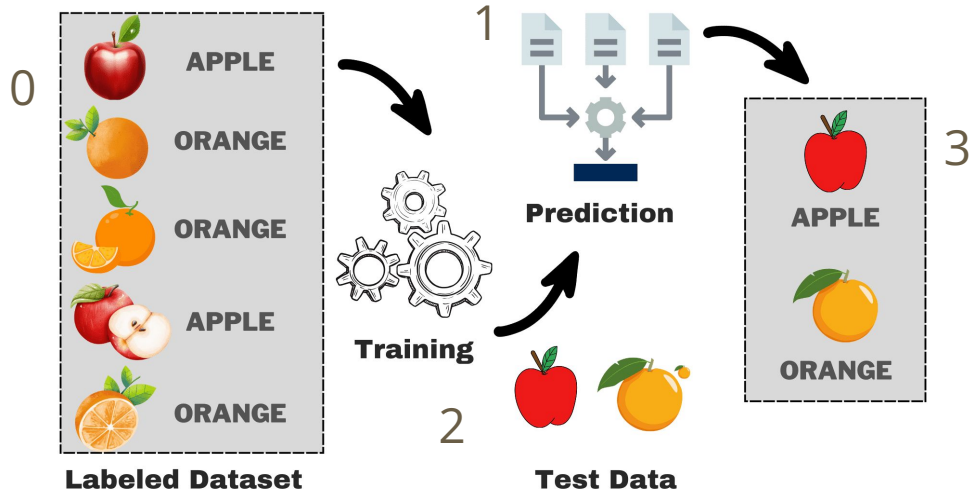 0
APPLE
ORANGE
ORANGE
APPLE
ORANGE
Labeled Dataset
Training
1
Prediction
2
Test Data
3
APPLE
ORANGE